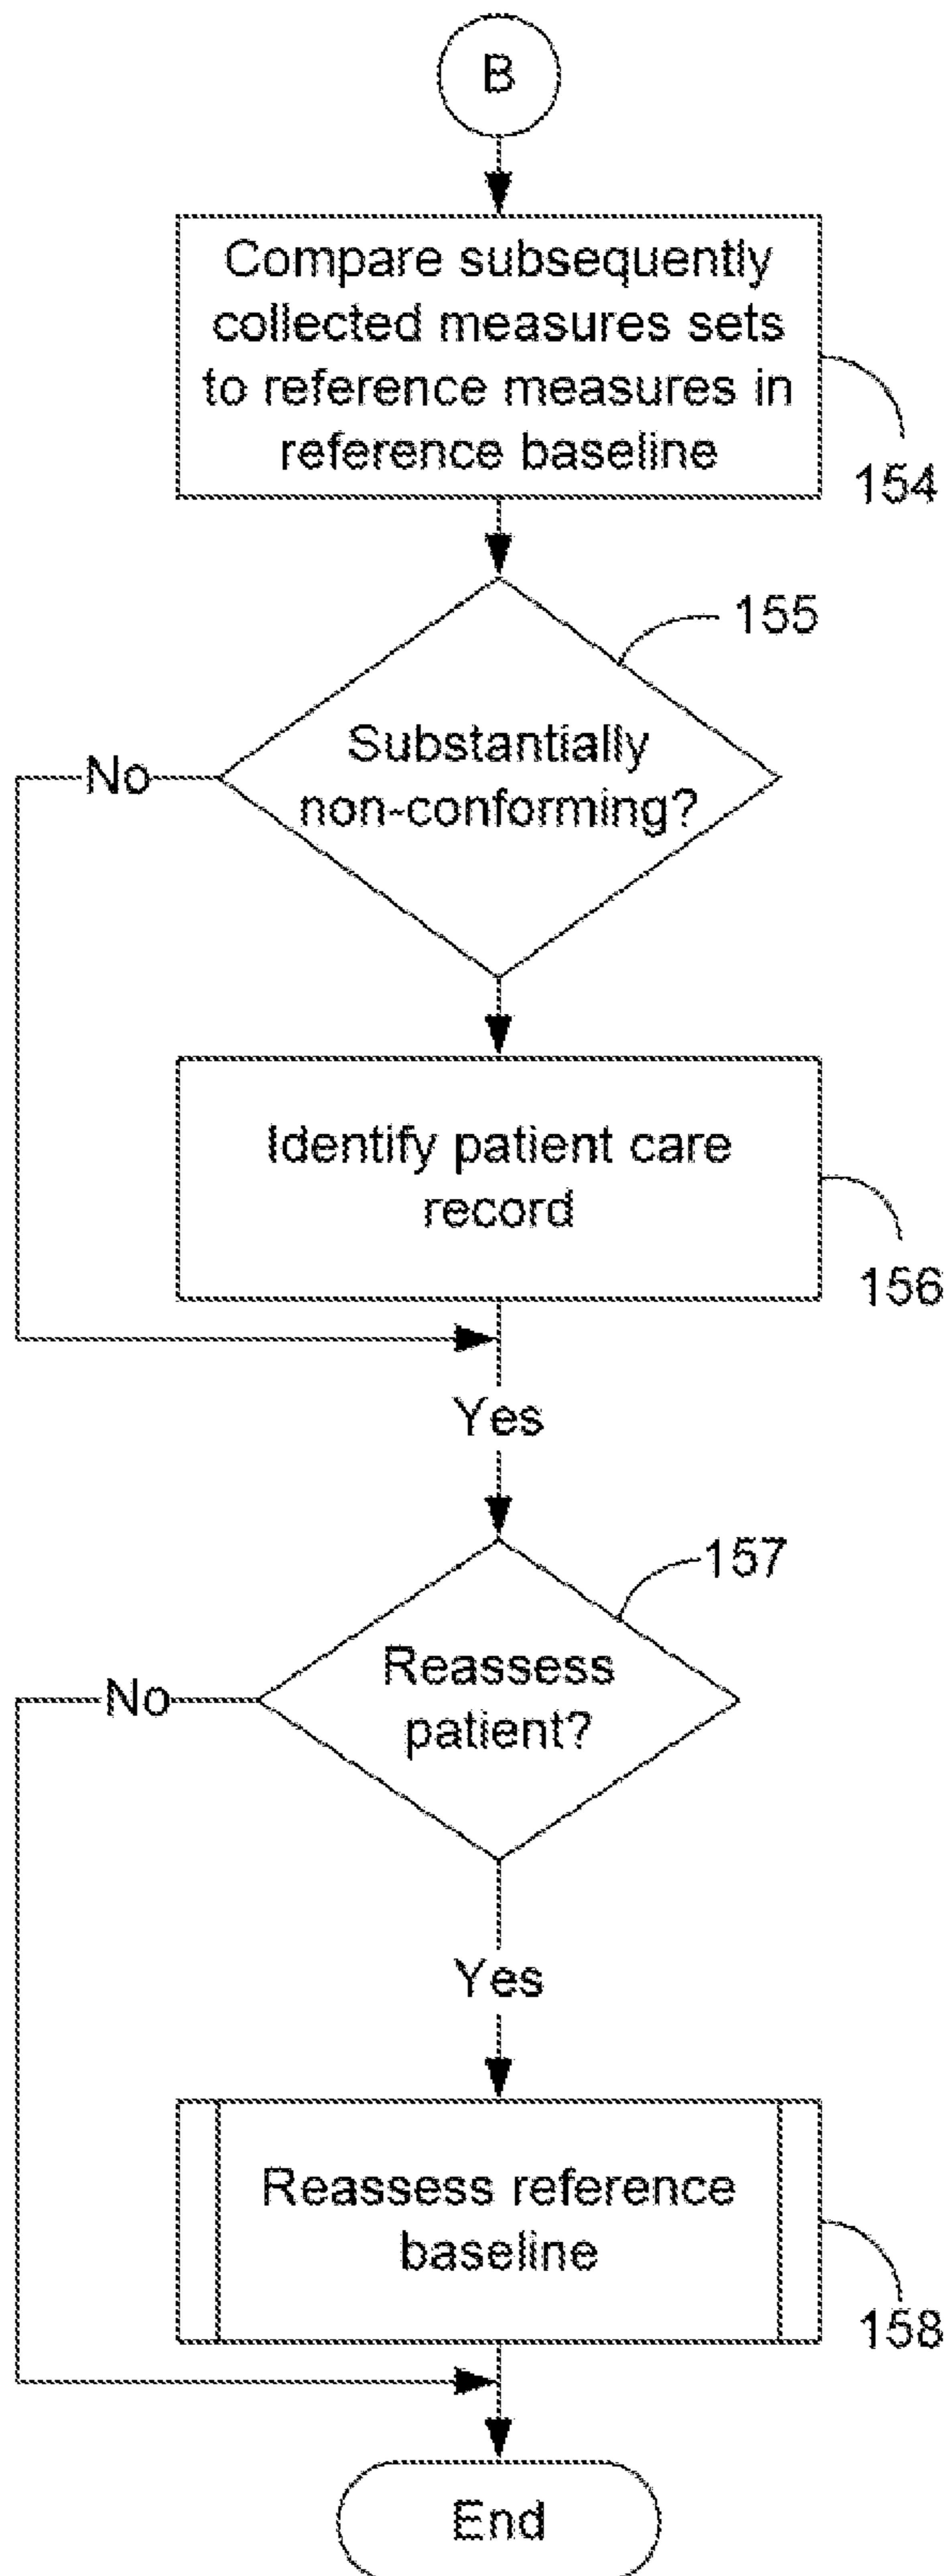 B
Compare subsequently
collected measures sets
to reference measures in
reference baseline
154
155
Substantially
non-conforming?
No
Identify patient care
record
156
Yes
157
Reassess
patient?
No
Yes
Reassess reference
baseline
158
End